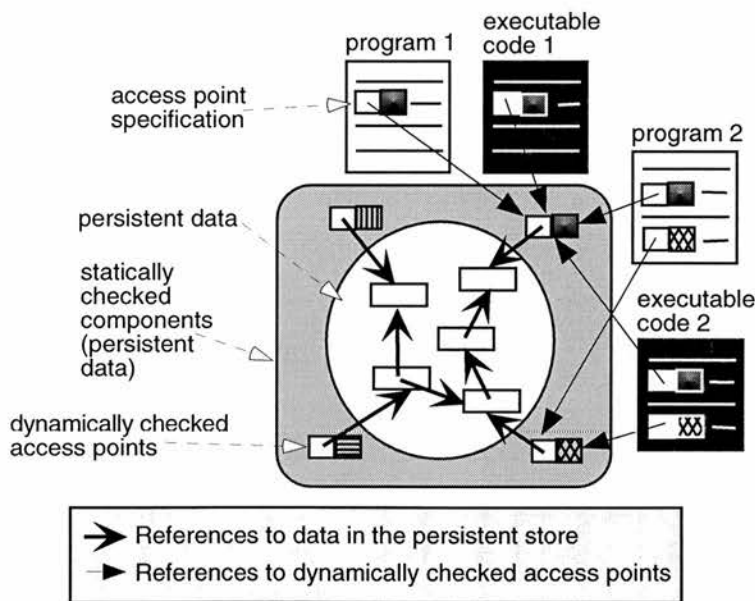 program 1
executable
code 1
access point
specification
program 2
persistent data
statically
checked
components
(persistent
data)
executable
code 2
dynamically checked
access points
References to data in the persistent store
References to dynamically checked access points